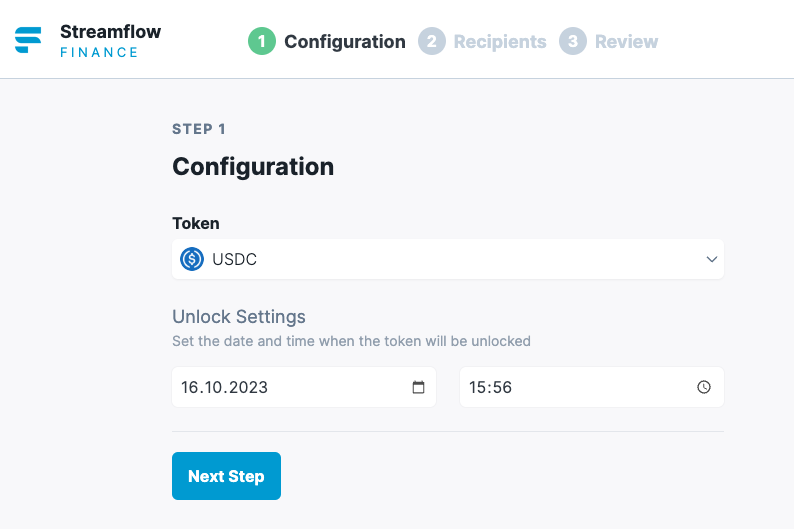 Streamflow
FINANCE
1 Configuration 2 Recipients 3 Review
STEP 1
Configuration
Token
$ USDC
Unlock Settings
Set the date and time when the token will be unlocked
16.10.2023 15:56
Next Step